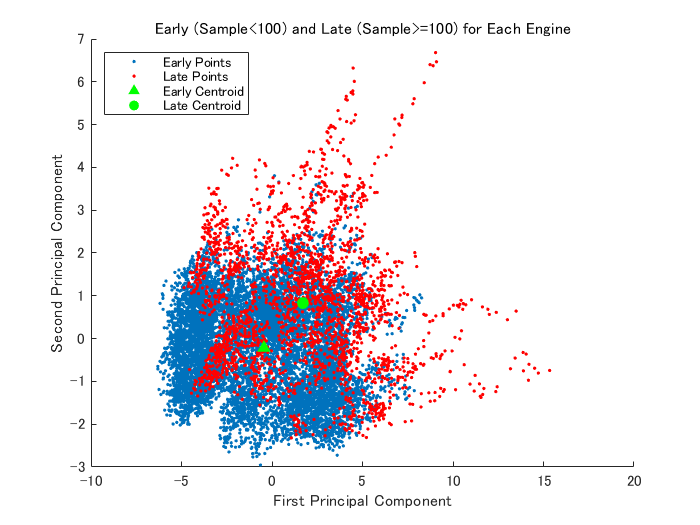 Early (Sample<100) and Late (Sample>=100) for Each Engine
Early Points
Late Points
Early Centroid
Late Centroid
7
6
5
4
3
2
1
0
-1
-2
-3
Second Principal Component
-10
-5
0
5
10
15
20
First Principal Component